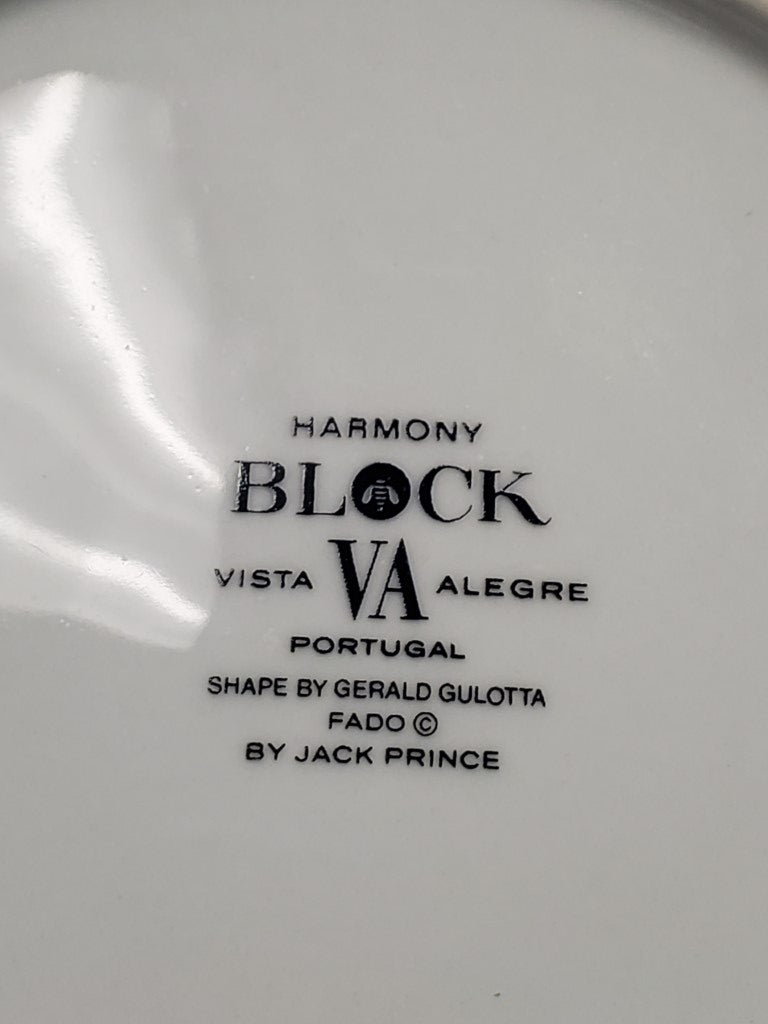 HARMONY
BLOCK
VISTA VA ALEGRE
PORTUGAL
SHAPE BY GERALD GULOTTA
FADO ©
BY JACK PRINCE